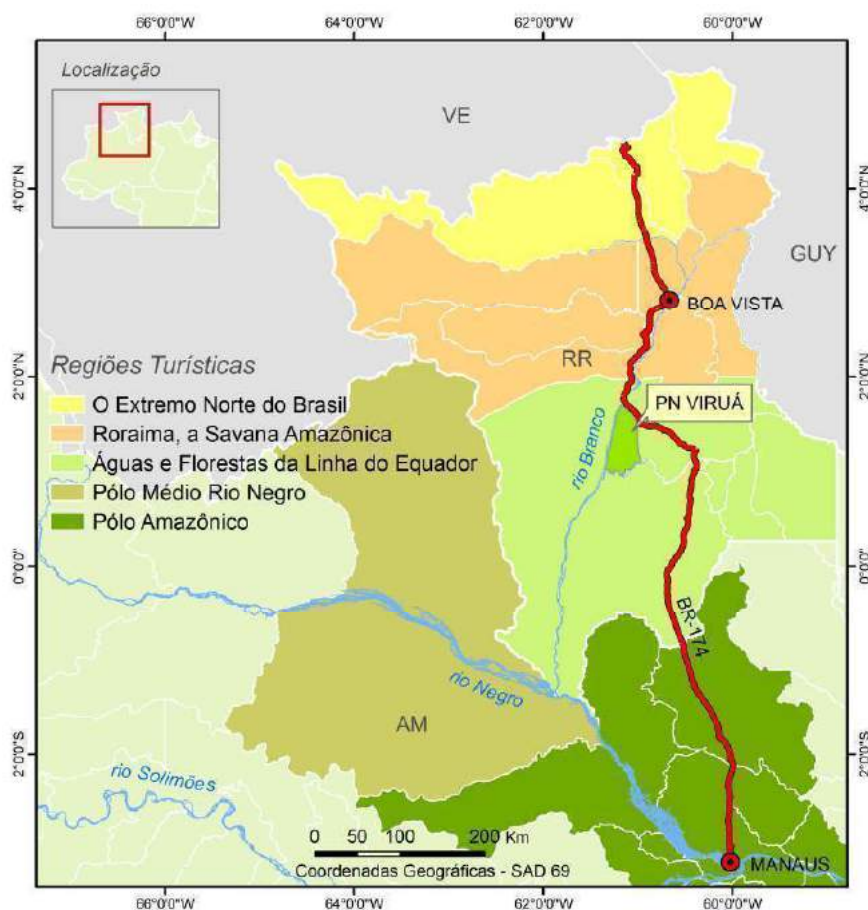 66°0'0"W
64°0'0"W
62°0'0"W
60°0'0"W
Localização
VE
4°0'0"N
4°0'0"N
GUY
BOA VISTA
Regiões Turísticas
RR
2°0'0"N
2°0'0"N
O Extremo Norte do Brasil
PN VIRUÁ
Roraima, a Savana Amazônica
Águas e Florestas da Linha do Equador
rio Branco
Pólo Médio Rio Negro
Pólo Amazônico
0°0'0"
0°0'0"
BR-174
rio Negro
AM
2°0'0"S
2°0'0"S
rio Solimões
0 50 100 200 Km
Coordenadas Geográficas - SAD 69
MANAUS
66°0'0"W
64°0'0"W
62°0'0"W
60°0'0"W